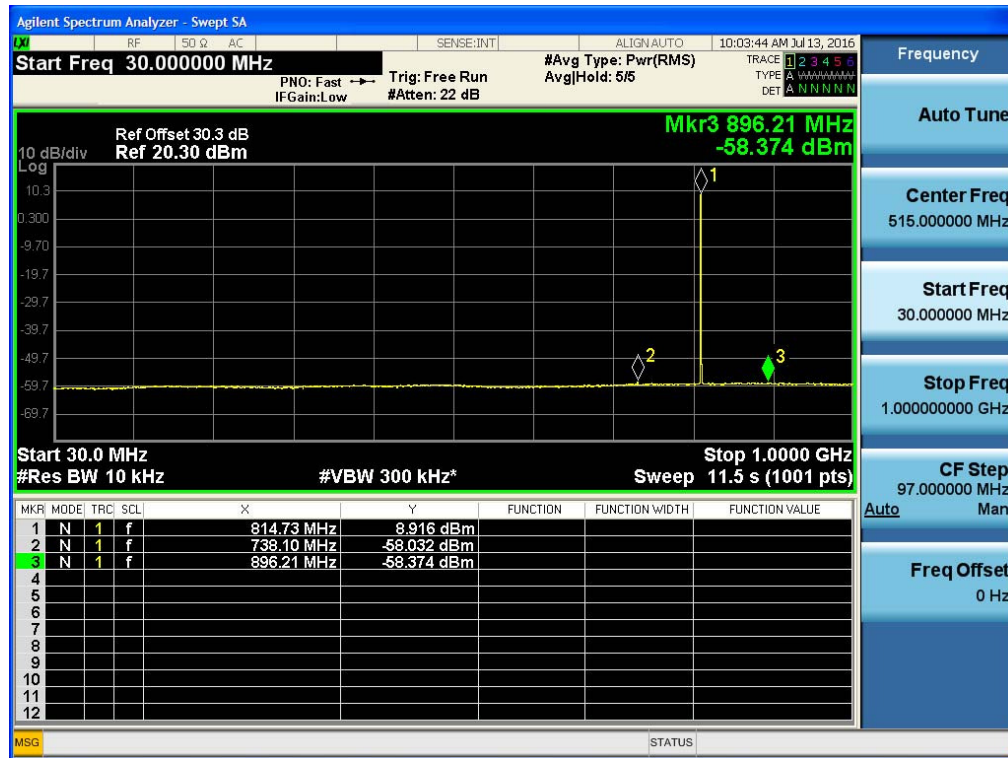 Agilent Spectrum Analyzer - Swept SA
LXI RF 50 Ω AC SENSE:INT ALIGN AUTO 10:03:44 AM Jul 13, 2016
Start Freq 30.000000 MHz
PNO: Fast
IFGain:Low
Trig: Free Run
#Atten: 22 dB
#Avg Type: Pwr(RMS)
Avg|Hold: 5/5
TRACE 1 2 3 4 5 6
TYPE A
DET A N N N N N
Mkr3 896.21 MHz
-58.374 dBm
Ref Offset 30.3 dB
10 dB/div Ref 20.30 dBm
Log
10.3
0.300
-9.70
-19.7
-29.7
-39.7
-49.7
-59.7
-69.7
1
2
3
Start 30.0 MHz Stop 1.0000 GHz
#Res BW 10 kHz #VBW 300 kHz* Sweep 11.5 s (1001 pts)
MKR MODE TRC SCL X Y FUNCTION FUNCTION WIDTH FUNCTION VALUE
1 N 1 f 814.73 MHz 8.916 dBm
2 N 1 f 738.10 MHz -58.032 dBm
3 N 1 f 896.21 MHz -58.374 dBm
4
5
6
7
8
9
10
11
12
MSG STATUS
Frequency
Auto Tune
Center Freq
515.000000 MHz
Start Freq
30.000000 MHz
Stop Freq
1.000000000 GHz
CF Step
97.000000 MHz
Auto Man
Freq Offset
0 Hz